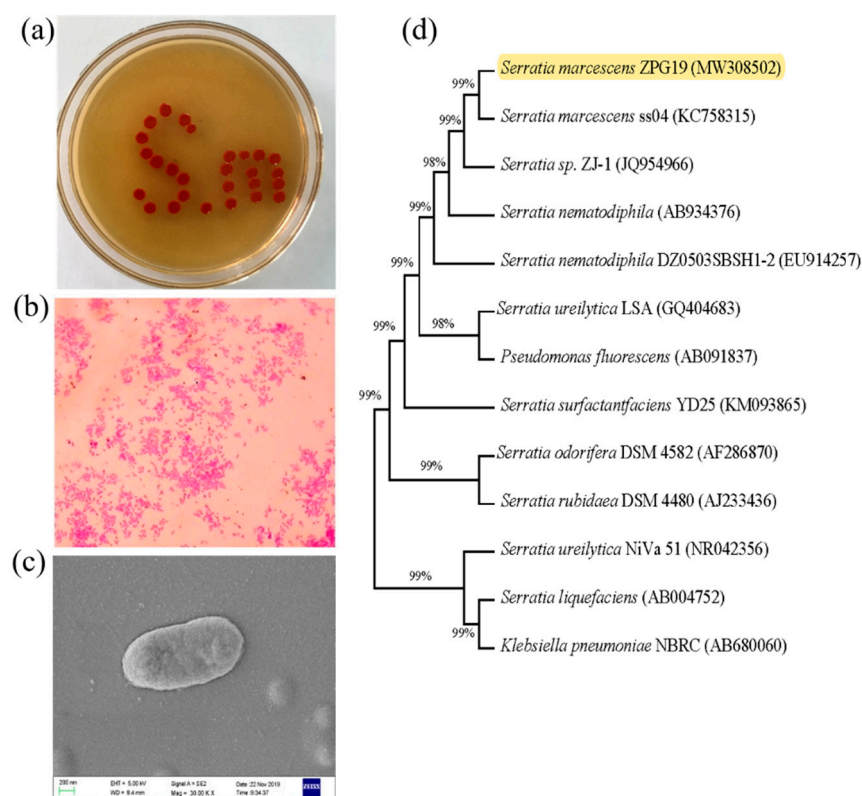 (a)
S.m
(b)
(c)
200 nm
EHT = 5.00 kV
WD = 8.4 mm
Signal A = SE2
Mag = 30.00 K X
Date :22 Nov 2019
Time :9:34:37
ZEISS
(d)
99%
Serratia marcescens ZPG19 (MW308502)
99%
Serratia marcescens ss04 (KC758315)
98%
Serratia sp. ZJ-1 (JQ954966)
99%
Serratia nematodiphila (AB934376)
99%
Serratia nematodiphila DZ0503SBSH1-2 (EU914257)
99%
Serratia ureilytica LSA (GQ404683)
98%
Pseudomonas fluorescens (AB091837)
99%
Serratia surfactantfaciens YD25 (KM093865)
Serratia odorifera DSM 4582 (AF286870)
99%
Serratia rubidaea DSM 4480 (AJ233436)
Serratia ureilytica NiVa 51 (NR042356)
99%
Serratia liquefaciens (AB004752)
99%
Klebsiella pneumoniae NBRC (AB680060)